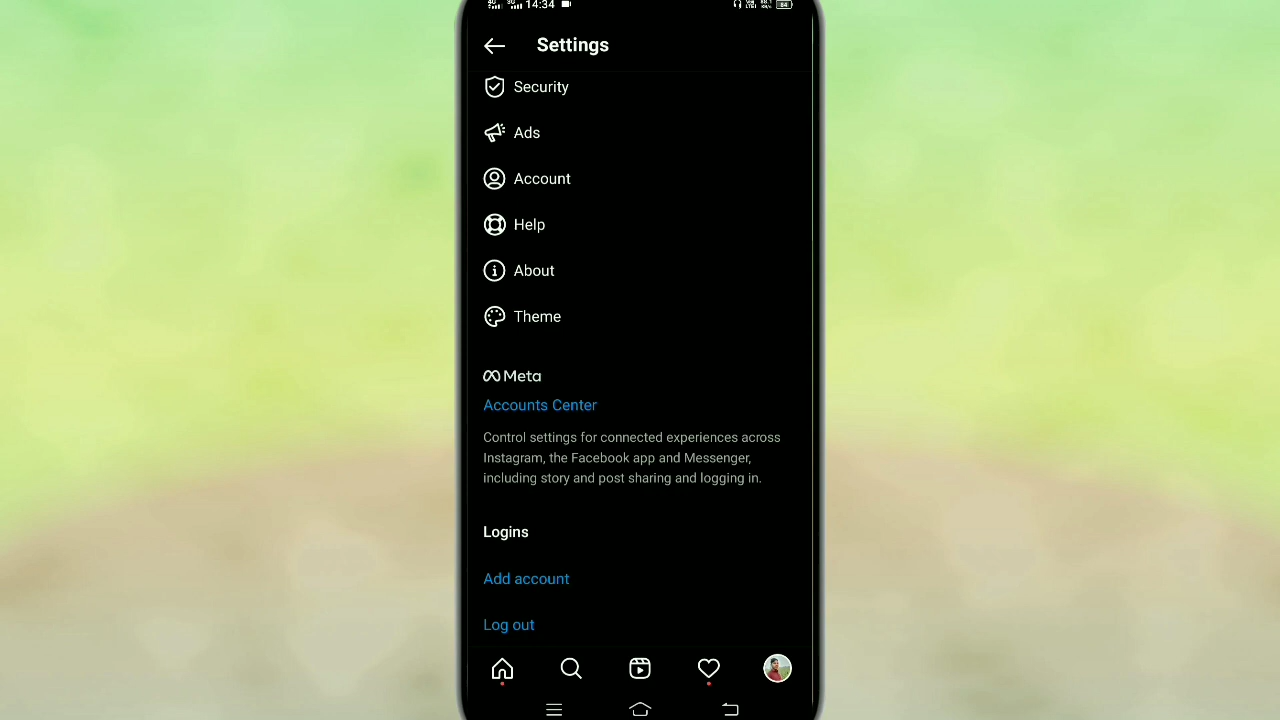 14:34
Settings
Security
Ads
Account
Help
About
Theme
Meta
Accounts Center
Control settings for connected experiences across
Instagram, the Facebook app and Messenger,
including story and post sharing and logging in.
Logins
Add account
Log out